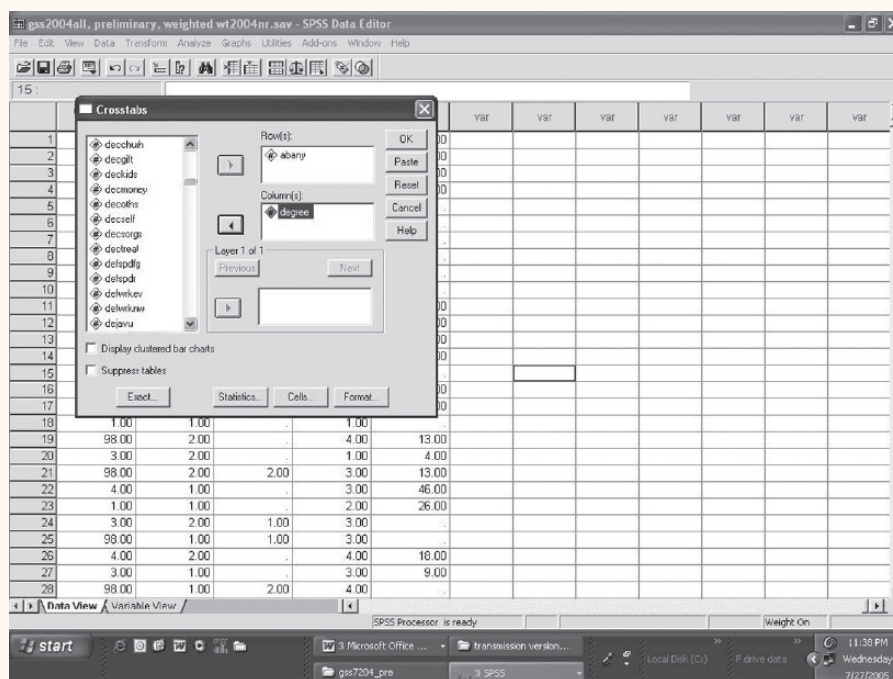 gss2004all, preliminary, weighted wt2004nr.sav - SPSS Data Editor
File Edit View Data Transform Analyze Graphs Utilities Add-ons Window Help
15 :
Crosstabs
var var var var var var var
decchurh
decgift
deckids
decmoney
decoths
decself
decsorgs
dectreat
defspdfg
defspdr
defwrkev
defwrknw
dejavu
Row(s):
abany
Column(s):
degree
Layer 1 of 1
Previous Next
OK
Paste
Reset
Cancel
Help
Display clustered bar charts
Suppress tables
Exact... Statistics... Cells... Format...
1
2
3
4
5
6
7
8
9
10
11
12
13
14
15
16
17
18 1.00 1.00 . 1.00 .
19 98.00 2.00 . 4.00 13.00
20 3.00 2.00 . 1.00 4.00
21 98.00 2.00 2.00 3.00 13.00
22 4.00 1.00 . 3.00 46.00
23 1.00 1.00 . 2.00 26.00
24 3.00 2.00 1.00 3.00 .
25 98.00 1.00 1.00 3.00 .
26 4.00 2.00 . 4.00 18.00
27 3.00 1.00 . 3.00 9.00
28 98.00 1.00 2.00 4.00 .
Data View Variable View
SPSS Processor is ready Weight On
start 3 Microsoft Office ... transmission version... Local Disk (C:) F drive data 11:38 PM
Wednesday
gss7204_pre 3 SPSS 7/27/2005